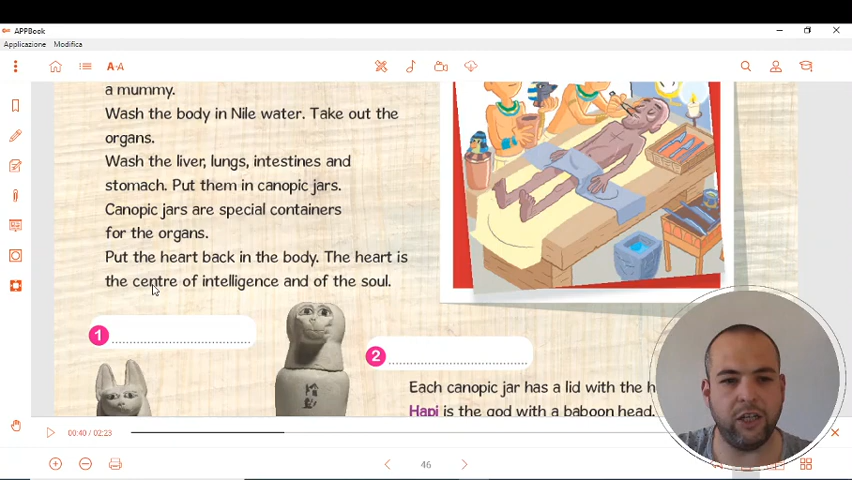 APPBook
Applicazione Modifica
A-A
a mummy.
Wash the body in Nile water. Take out the
organs.
Wash the liver, lungs, intestines and
stomach. Put them in canopic jars.
Canopic jars are special containers
for the organs.
Put the heart back in the body. The heart is
the centre of intelligence and of the soul.
1
2
Each canopic jar has a lid with the h
Hapi is the god with a baboon head.
00:40 / 02:23
46